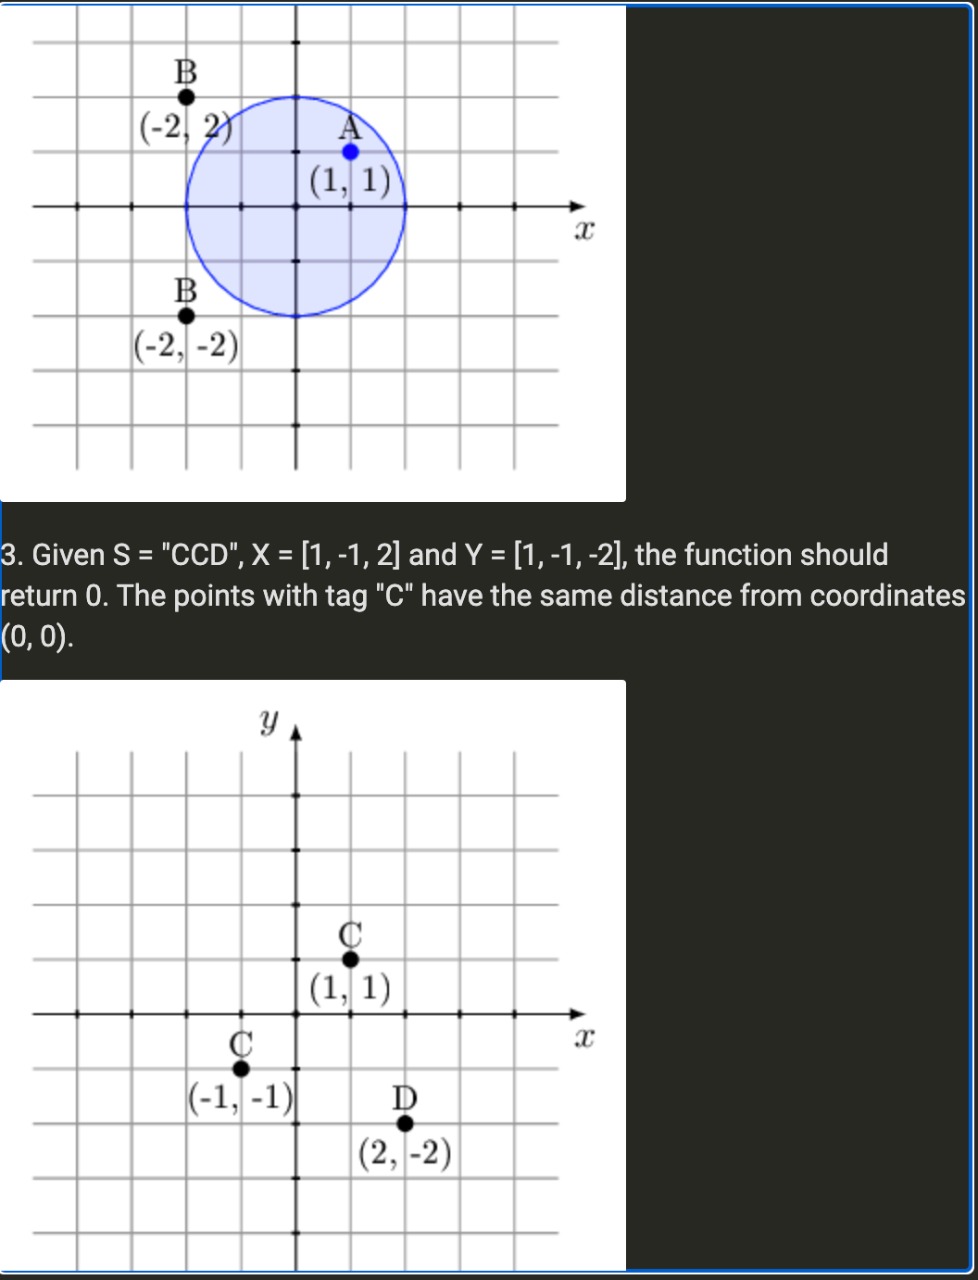 B
(-2, 2)
A
(1, 1)
x
B
(-2, -2)
3. Given S = "CCD", X = [1, -1, 2] and Y = [1, -1, -2], the function should
return 0. The points with tag "C" have the same distance from coordinates
(0, 0).
y
C
(1, 1)
x
C
(-1, -1)
D
(2, -2)